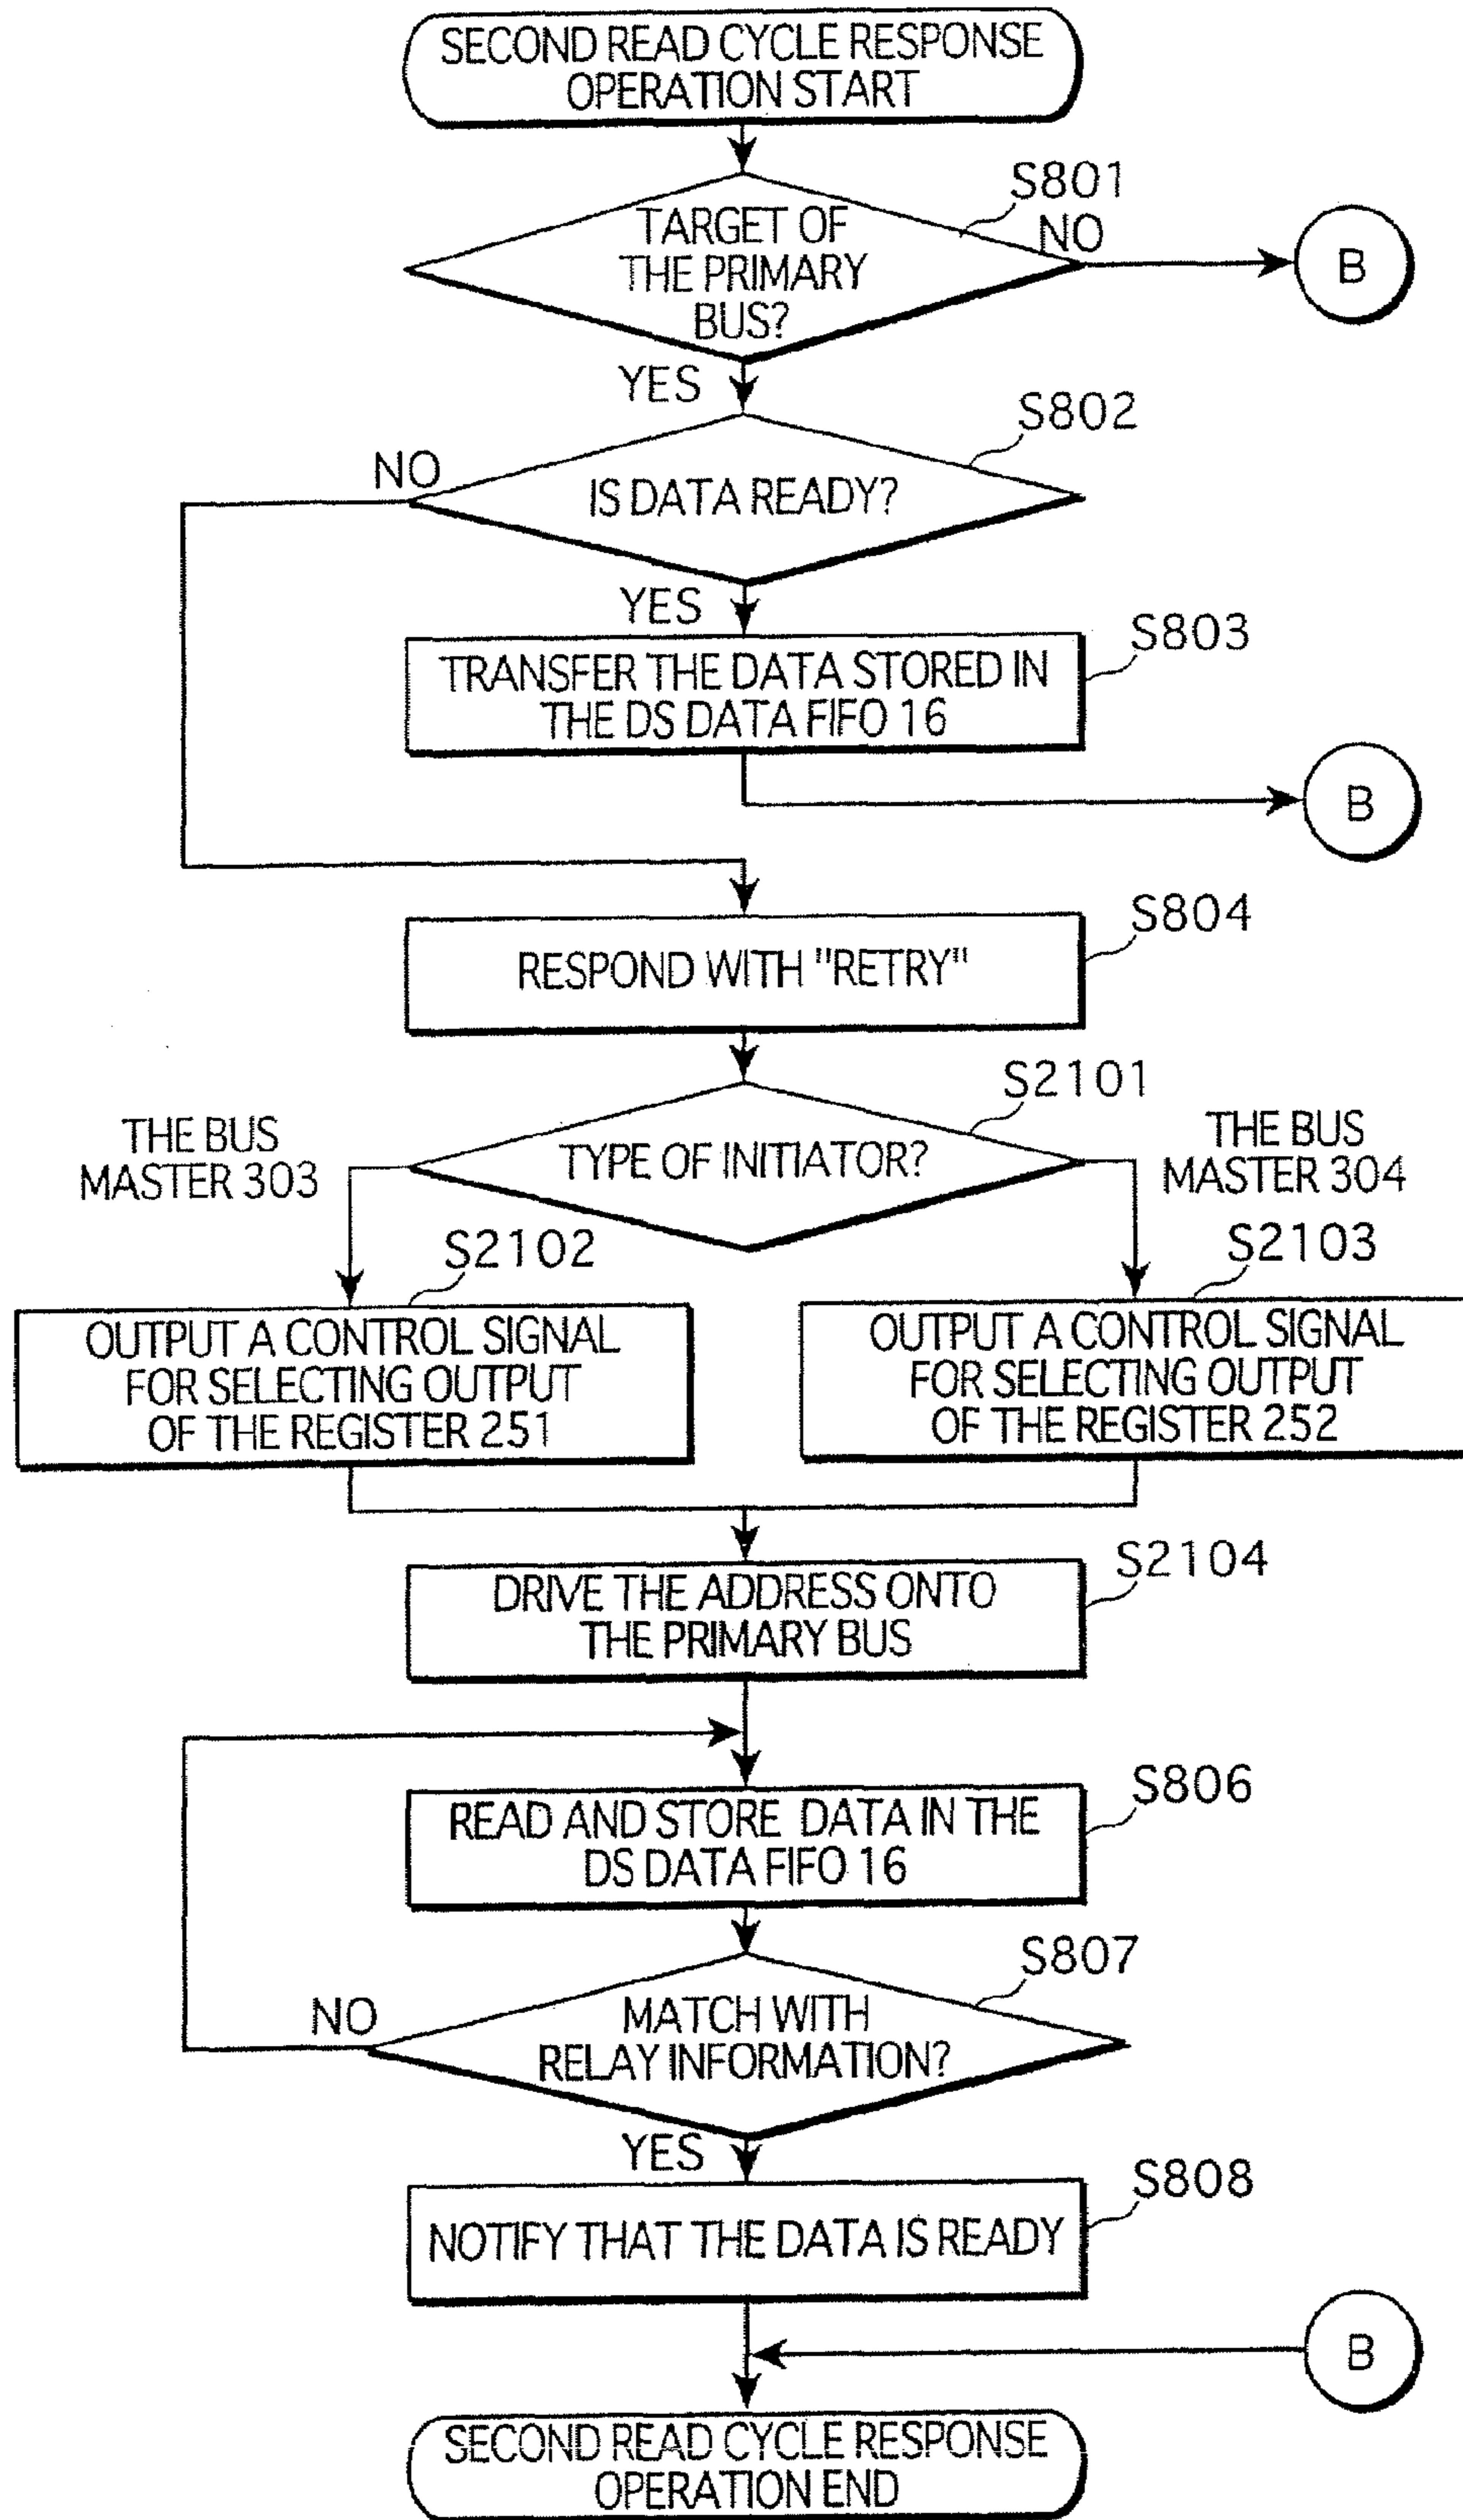 SECOND READ CYCLE RESPONSE
OPERATION START
S801
TARGET OF
THE PRIMARY
BUS?
NO
B
YES
S802
NO
IS DATA READY?
YES
S803
TRANSFER THE DATA STORED IN
THE DS DATA FIFO 16
B
S804
RESPOND WITH "RETRY"
S2101
THE BUS
MASTER 303
TYPE OF INITIATOR?
THE BUS
MASTER 304
S2102
S2103
OUTPUT A CONTROL SIGNAL
FOR SELECTING OUTPUT
OF THE REGISTER 251
OUTPUT A CONTROL SIGNAL
FOR SELECTING OUTPUT
OF THE REGISTER 252
S2104
DRIVE THE ADDRESS ONTO
THE PRIMARY BUS
S806
READ AND STORE DATA IN THE
DS DATA FIFO 16
S807
NO
MATCH WITH
RELAY INFORMATION?
YES
S808
NOTIFY THAT THE DATA IS READY
B
SECOND READ CYCLE RESPONSE
OPERATION END